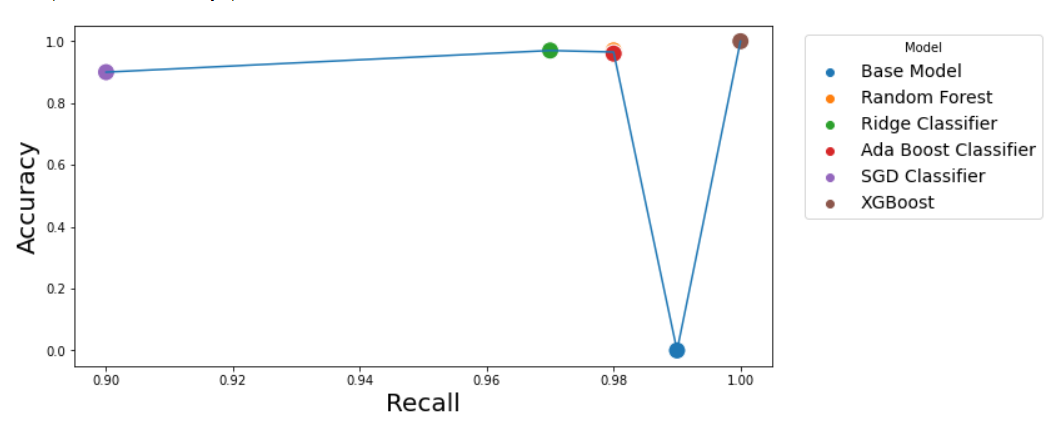 1.0
0.8
0.6
0.4
0.2
0.0
Accuracy
0.90 0.92 0.94 0.96 0.98 1.00
Recall
Model
Base Model
Random Forest
Ridge Classifier
Ada Boost Classifier
SGD Classifier
XGBoost